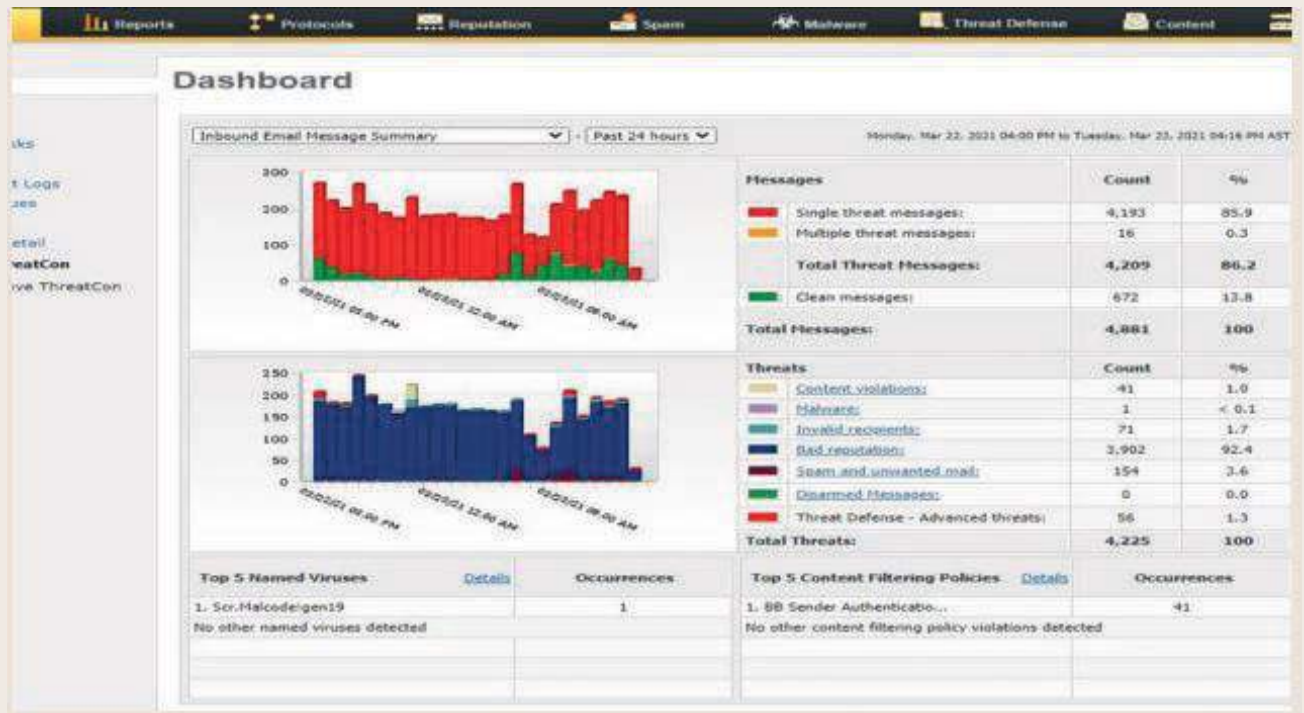 Reports Protocols Reputation Spam Malware Threat Defense Content
Dashboard
Inbound Email Message Summary - Past 24 hours Monday, Mar 22, 2021 04:00 PM to Tuesday, Mar 23, 2021 04:16 PM AST
t Logs
etail
reatCon
ve ThreatCon
300
200
100
0
Messages Count %
Single threat messages: 4,193 85.9
Multiple threat messages: 16 0.3
Total Threat Messages: 4,209 86.2
Clean messages: 672 13.8
Total Messages: 4,881 100
250
200
150
100
50
0
Threats Count %
Content violations: 41 1.0
Malware: 1 < 0.1
Invalid recipients: 71 1.7
Bad reputation: 3,902 92.4
Spam and unwanted mail: 154 3.6
Disarmed Messages: 0 0.0
Threat Defense - Advanced threats: 56 1.3
Total Threats: 4,225 100
Top 5 Named Viruses Details Occurrences
1. Scr.Malcode!gen19 1
No other named viruses detected
Top 5 Content Filtering Policies Details Occurrences
1. BB Sender Authenticatio... 41
No other content filtering policy violations detected